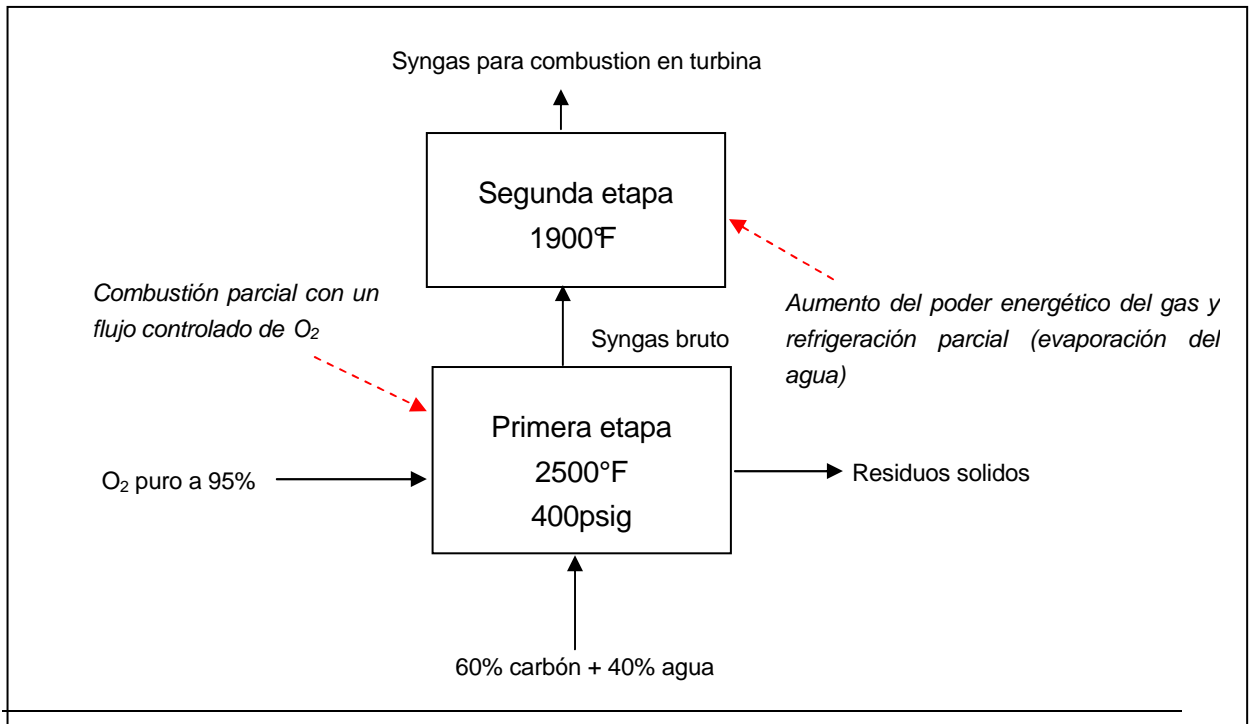 Syngas para combustion en turbina
Segunda etapa
1900°F
Combustión parcial con un
flujo controlado de O₂
Aumento del poder energético del gas y
refrigeración parcial (evaporación del
agua)
Syngas bruto
Primera etapa
2500°F
400psig
O₂ puro a 95%
Residuos solidos
60% carbón + 40% agua